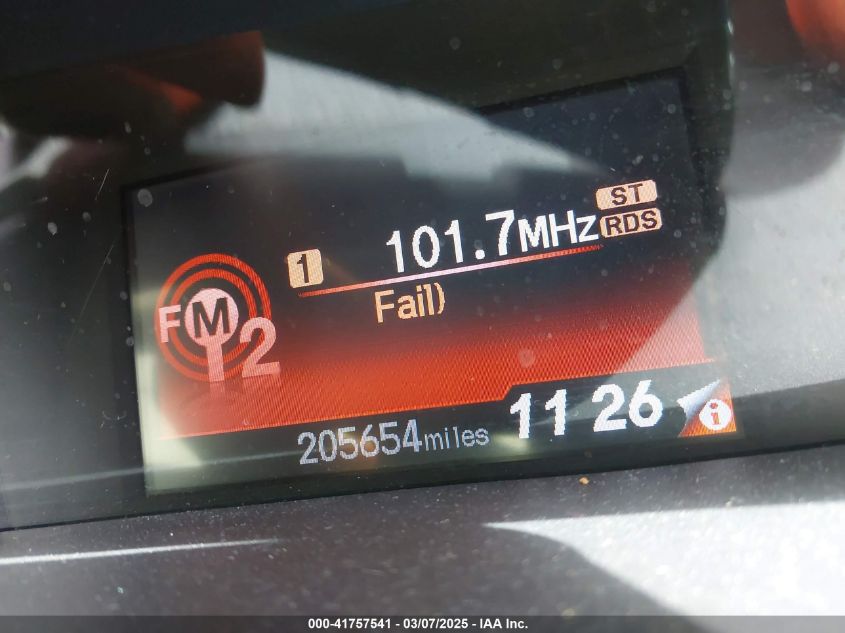 ST
1 101.7MHz RDS
Fail)
FM 2
205654miles 11 26 i
000-41757541 - 03/07/2025 - IAA Inc.